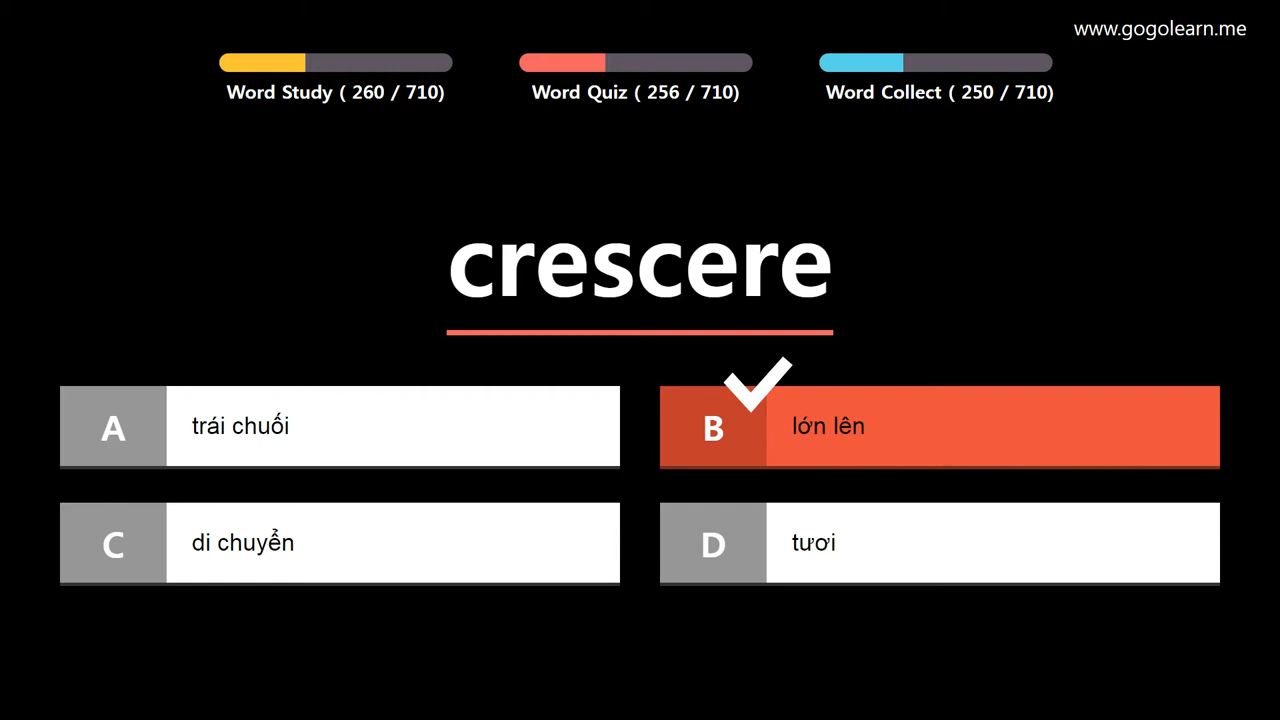 www.gogolearn.me
Word Study ( 260 / 710)
Word Quiz ( 256 / 710)
Word Collect ( 250 / 710)
crescere
A trái chuối
B lớn lên
C di chuyển
D tươi